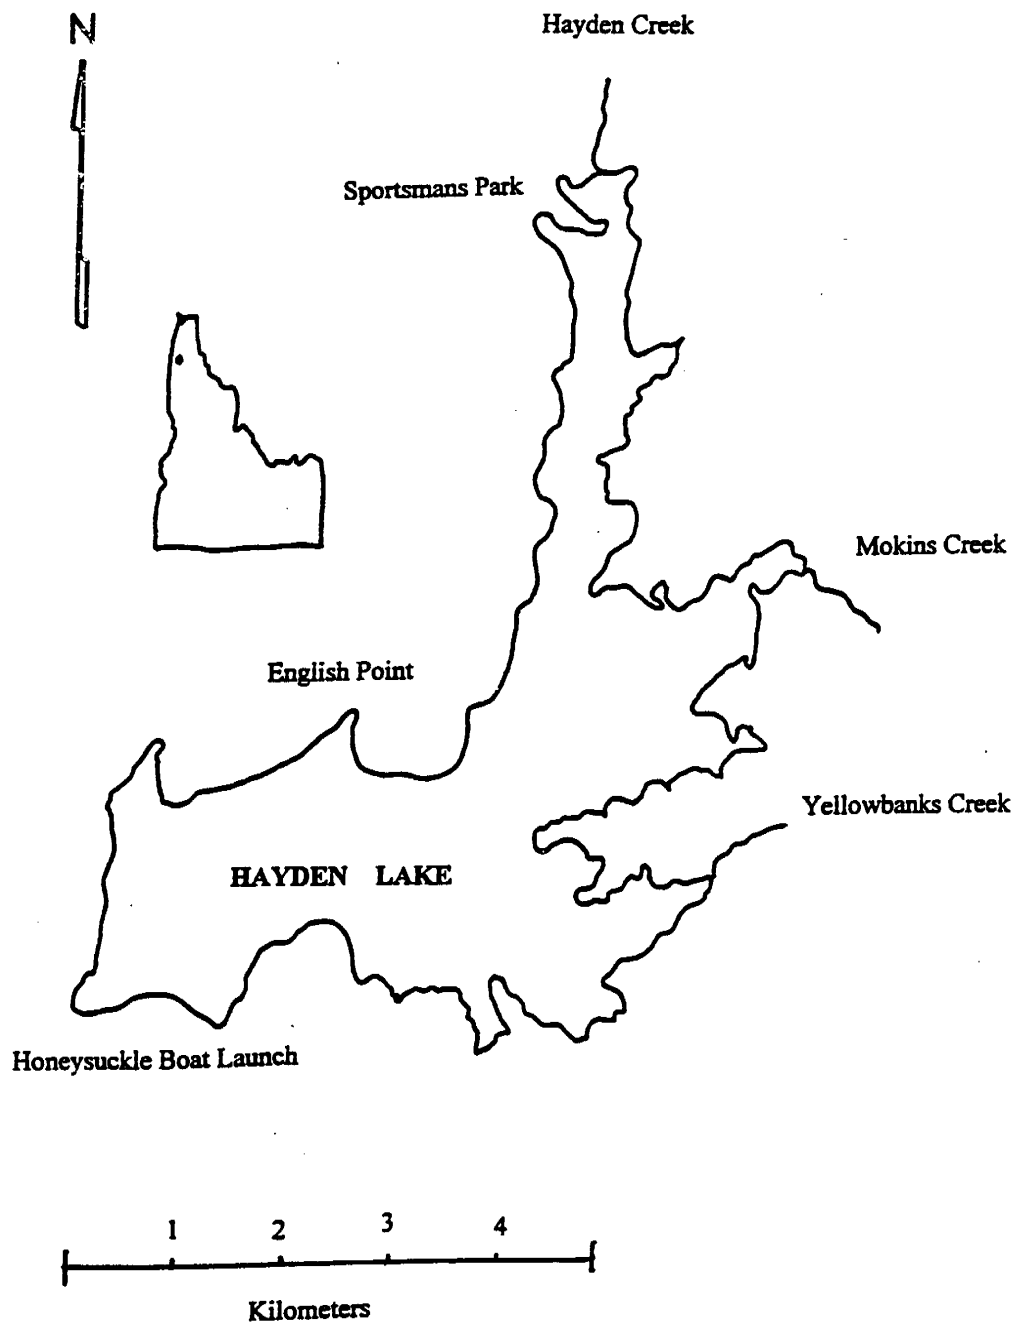 N
Hayden Creek
Sportsmans Park
Mokins Creek
English Point
Yellowbanks Creek
HAYDEN LAKE
Honeysuckle Boat Launch
1 2 3 4
Kilometers